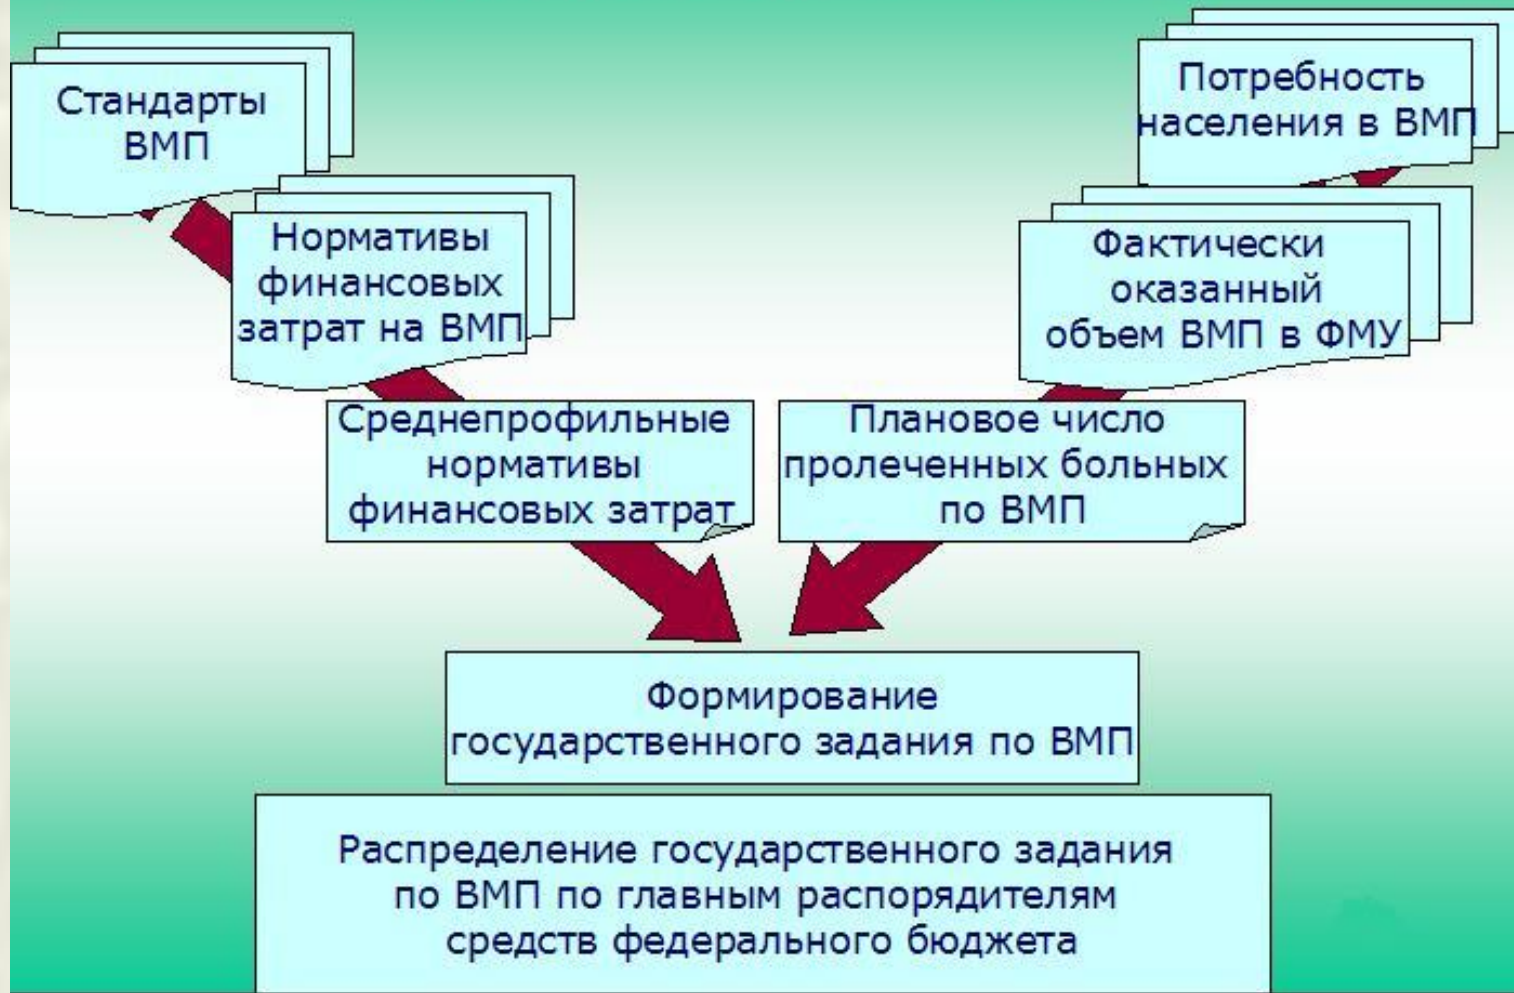 Стандарты
ВМП
Нормативы
финансовых
затрат на ВМП
Среднепрофильные
нормативы
финансовых затрат
Потребность
населения в ВМП
Фактически
оказанный
объем ВМП в ФМУ
Плановое число
пролеченных больных
по ВМП
Формирование
государственного задания по ВМП
Распределение государственного задания
по ВМП по главным распорядителям
средств федерального бюджета